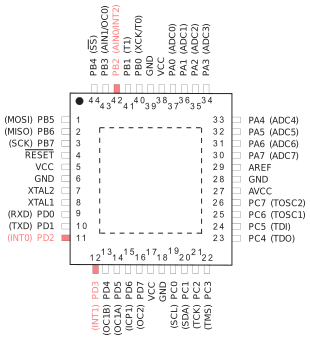 PB4 (SS)
PB3 (AIN1/OC0)
PB2 (AIN0/INT2)
PB1 (T1)
PB0 (XCK/T0)
GND
VCC
PA0 (ADC0)
PA1 (ADC1)
PA2 (ADC2)
PA3 (ADC3)
44 43 42 41 40 39 38 37 36 35 34
(MOSI) PB5 1
(MISO) PB6 2
(SCK) PB7 3
RESET 4
VCC 5
GND 6
XTAL2 7
XTAL1 8
(RXD) PD0 9
(TXD) PD1 10
(INT0) PD2 11
33 PA4 (ADC4)
32 PA5 (ADC5)
31 PA6 (ADC6)
30 PA7 (ADC7)
29 AREF
28 GND
27 AVCC
26 PC7 (TOSC2)
25 PC6 (TOSC1)
24 PC5 (TDI)
23 PC4 (TDO)
12 13 14 15 16 17 18 19 20 21 22
(INT1) PD3
(OC1B) PD4
(OC1A) PD5
(ICP1) PD6
(OC2) PD7
VCC
GND
(SCL) PC0
(SDA) PC1
(TCK) PC2
(TMS) PC3